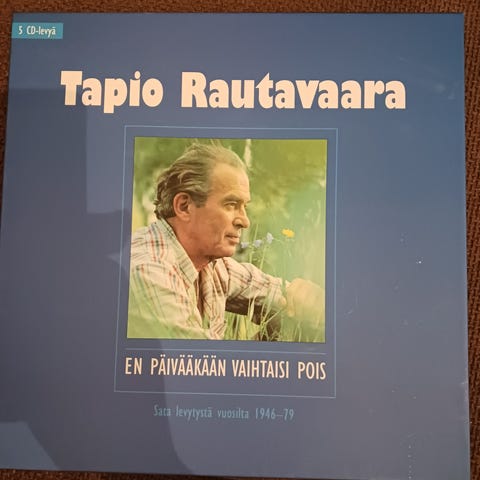 5 CD-levyä
Tapio Rautavaara
EN PÄIVÄÄKÄÄN VAIHTAISI POIS
Sata levytystä vuosilta 1946–79